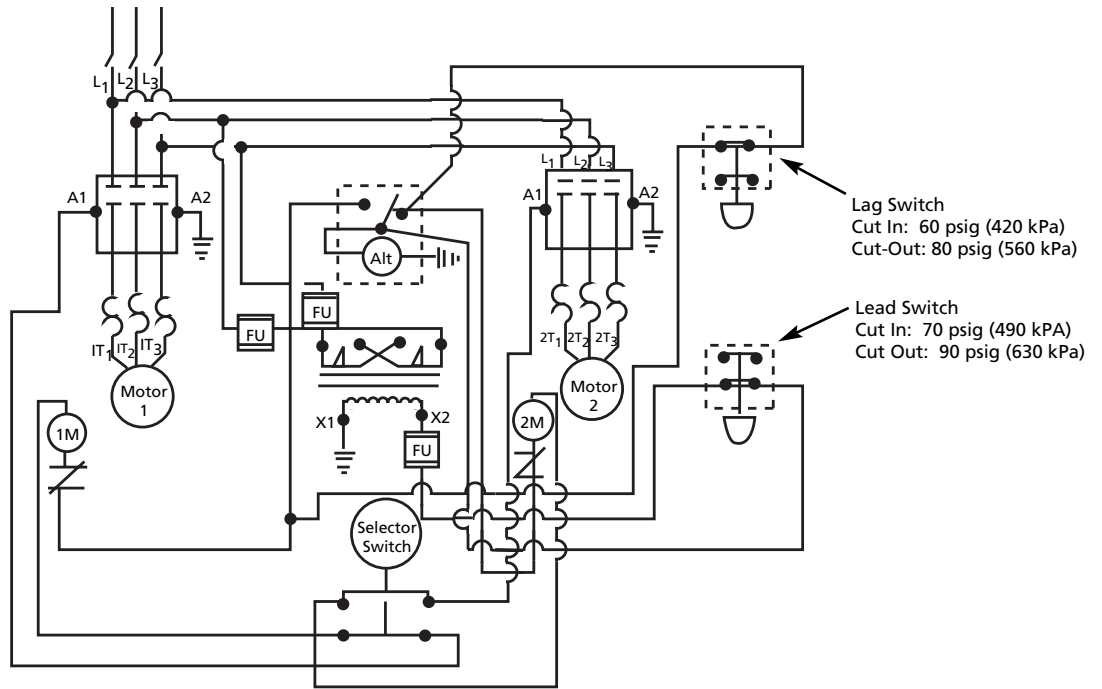 L1 L2 L3
A1
A2
L1 L2 L3
A1
A2
Alt
FU
FU
IT1 IT2 IT3
2T1 2T2 2T3
Motor
1
Motor
2
1M
2M
X1
X2
FU
Selector
Switch
Lag Switch
Cut In: 60 psig (420 kPa)
Cut-Out: 80 psig (560 kPa)
Lead Switch
Cut In: 70 psig (490 kPA)
Cut Out: 90 psig (630 kPa)